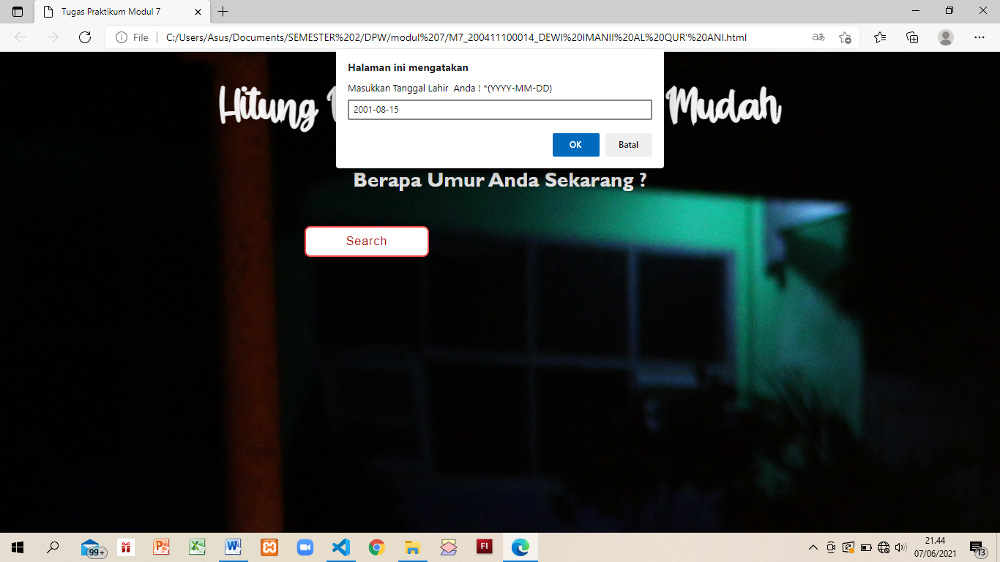 Tugas Praktikum Modul 7
File
C:/Users/Asus/Documents/SEMESTER%202/DPW/modul%207/M7_200411100014_DEWI%20IMANII%20AL%20QUR'%20ANI.html
aあ
Halaman ini mengatakan
Masukkan Tanggal Lahir Anda ! *(YYYY-MM-DD)
2001-08-15
OK Batal
Hitung Mudah
Berapa Umur Anda Sekarang ?
Search
99+
21.44
07/06/2021
13